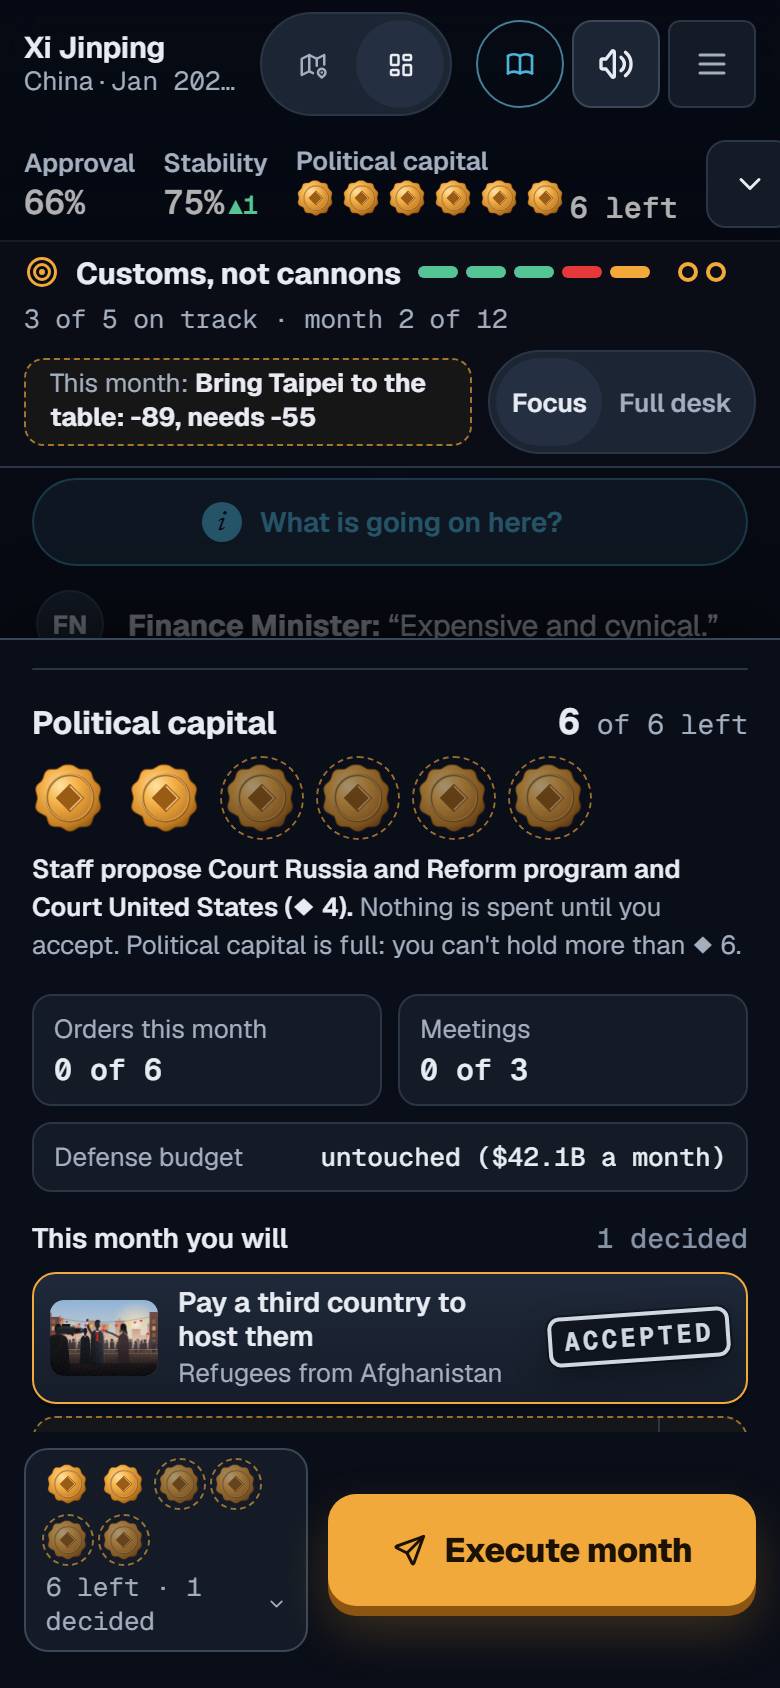 Xi Jinping
China · Jan 202…
Approval
66%
Stability
75%▲1
Political capital
6 left
Customs, not cannons
3 of 5 on track · month 2 of 12
This month: Bring Taipei to the
table: -89, needs -55
Focus
Full desk
i What is going on here?
FN
Finance Minister: “Expensive and cynical.”
Political capital
6 of 6 left
Staff propose Court Russia and Reform program and
Court United States (◆ 4). Nothing is spent until you
accept. Political capital is full: you can't hold more than ◆ 6.
Orders this month
0 of 6
Meetings
0 of 3
Defense budget
untouched ($42.1B a month)
This month you will
1 decided
Pay a third country to
host them
Refugees from Afghanistan
ACCEPTED
6 left · 1
decided
Execute month